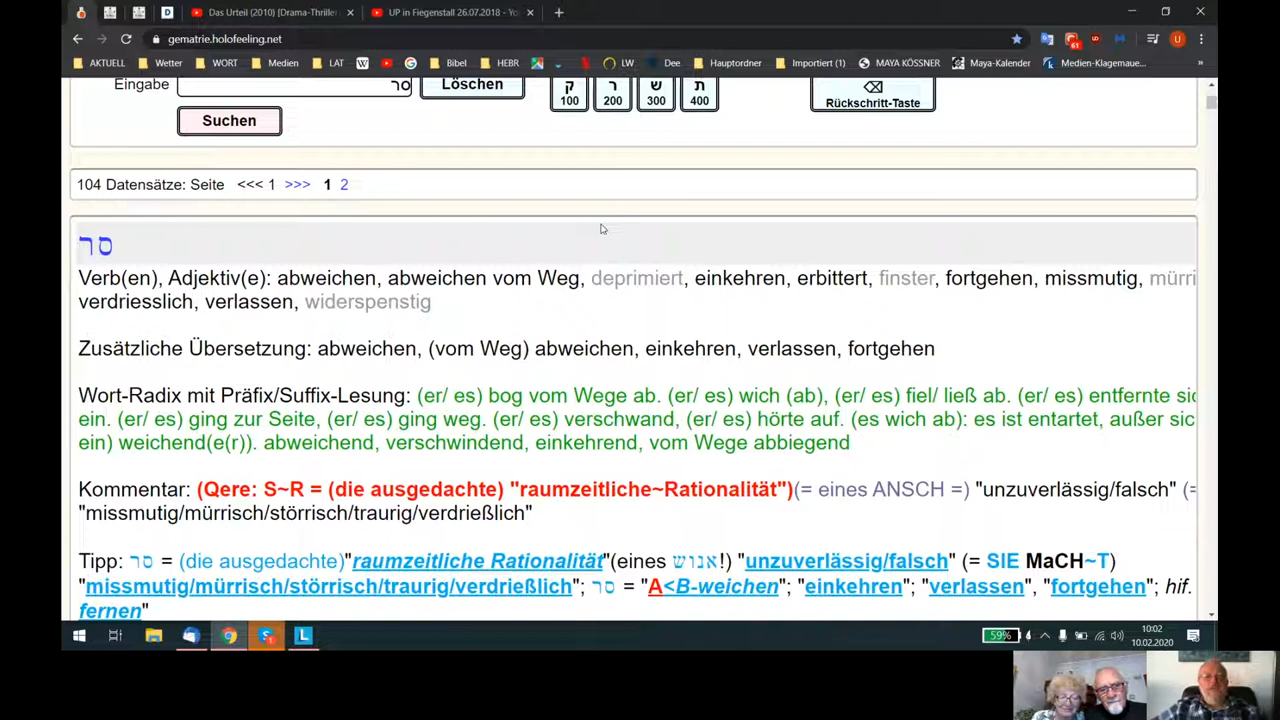 Das Urteil (2010) [Drama-Thriller
UP in Fiegenstall 26.07.2018 - Yo
gematrie.holofeeling.net
AKTUELL Wetter WORT Medien LAT Bibel HEBR LW Dee. Hauptordner Importiert (1) MAYA KÖSSNER Maya-Kalender Medien-Klagemaue... »
Eingabe סר Löschen ק ר ש ת ⌫
100 200 300 400 Rückschritt-Taste
Suchen
104 Datensätze: Seite <<< 1 >>> 1 2
סר
Verb(en), Adjektiv(e): abweichen, abweichen vom Weg, deprimiert, einkehren, erbittert, finster, fortgehen, missmutig, mürri
verdriesslich, verlassen, widerspenstig
Zusätzliche Übersetzung: abweichen, (vom Weg) abweichen, einkehren, verlassen, fortgehen
Wort-Radix mit Präfix/Suffix-Lesung: (er/ es) bog vom Wege ab. (er/ es) wich (ab), (er/ es) fiel/ ließ ab. (er/ es) entfernte sic
ein. (er/ es) ging zur Seite, (er/ es) ging weg. (er/ es) verschwand, (er/ es) hörte auf. (es wich ab): es ist entartet, außer sic
ein) weichend(e(r)). abweichend, verschwindend, einkehrend, vom Wege abbiegend
Kommentar: (Qere: S~R = (die ausgedachte) "raumzeitliche~Rationalität")(= eines ANSCH =) "unzuverlässig/falsch" (=
"missmutig/mürrisch/störrisch/traurig/verdrießlich"
Tipp: סר = (die ausgedachte)"raumzeitliche Rationalität"(eines אנוש!) "unzuverlässig/falsch" (= SIE MaCH~T)
"missmutig/mürrisch/störrisch/traurig/verdrießlich"; סר = "A<B-weichen"; "einkehren"; "verlassen", "fortgehen"; hif.
fernen"
59% 10:02
10.02.2020